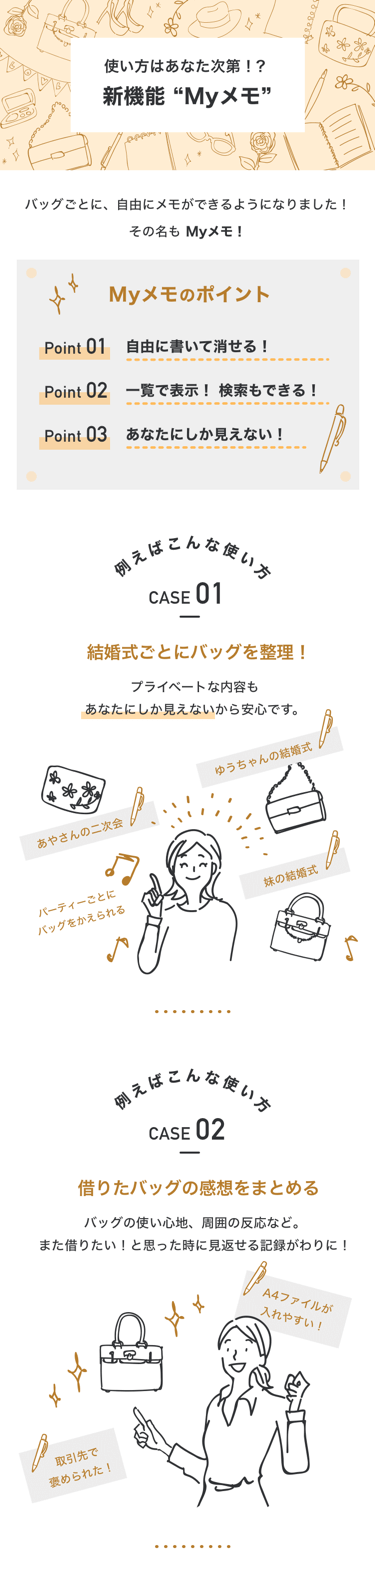 使い方はあなた次第！？
新機能 “Myメモ”
バッグごとに、自由にメモができるようになりました！
その名も Myメモ！
Myメモのポイント
Point 01 自由に書いて消せる！
Point 02 一覧で表示！ 検索もできる！
Point 03 あなたにしか見えない！
例えばこんな使い方
CASE 01
結婚式ごとにバッグを整理！
プライベートな内容も
あなたにしか見えないから安心です。
ゆうちゃんの結婚式
あやさんの二次会
妹の結婚式
パーティーごとに
バッグをかえられる
例えばこんな使い方
CASE 02
借りたバッグの感想をまとめる
バッグの使い心地、周囲の反応など。
また借りたい！と思った時に見返せる記録がわりに！
A4ファイルが
入れやすい！
取引先で
褒められた！